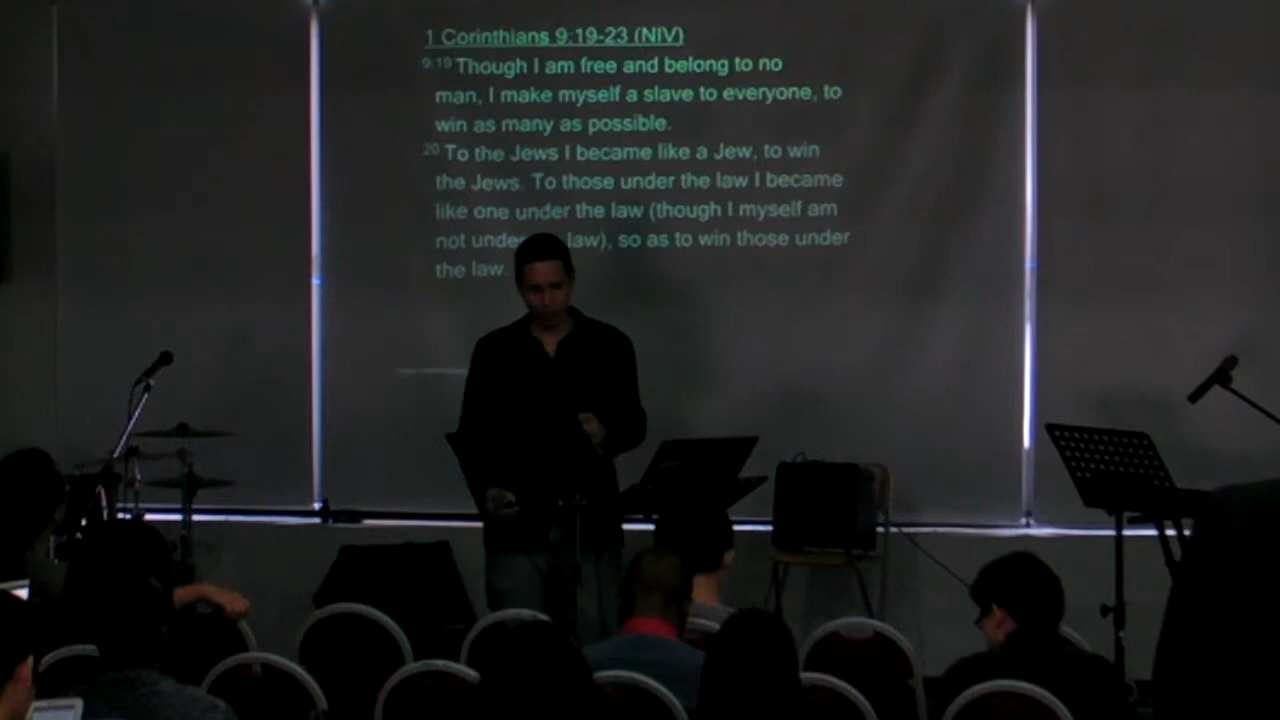 1 Corinthians 9:19-23 (NIV)
9:19 Though I am free and belong to no
man, I make myself a slave to everyone, to
win as many as possible.
20 To the Jews I became like a Jew, to win
the Jews. To those under the law I became
like one under the law (though I myself am
not unde law), so as to win those under
the law.